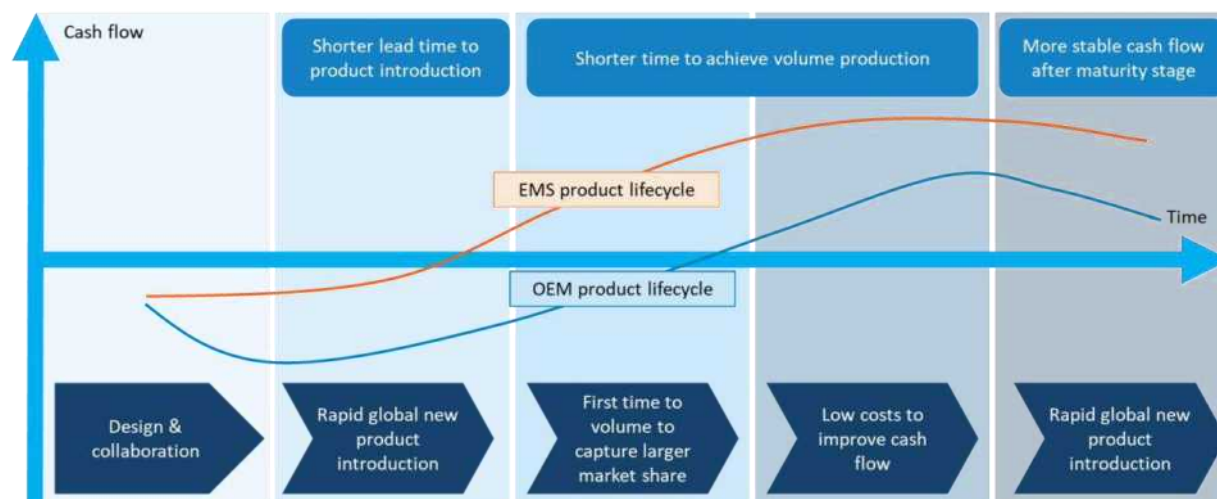 Cash flow
Shorter lead time to
product introduction
Shorter time to achieve volume production
More stable cash flow
after maturity stage
EMS product lifecycle
Time
OEM product lifecycle
Design &
collaboration
Rapid global new
product
introduction
First time to
volume to
capture larger
market share
Low costs to
improve cash
flow
Rapid global new
product
introduction